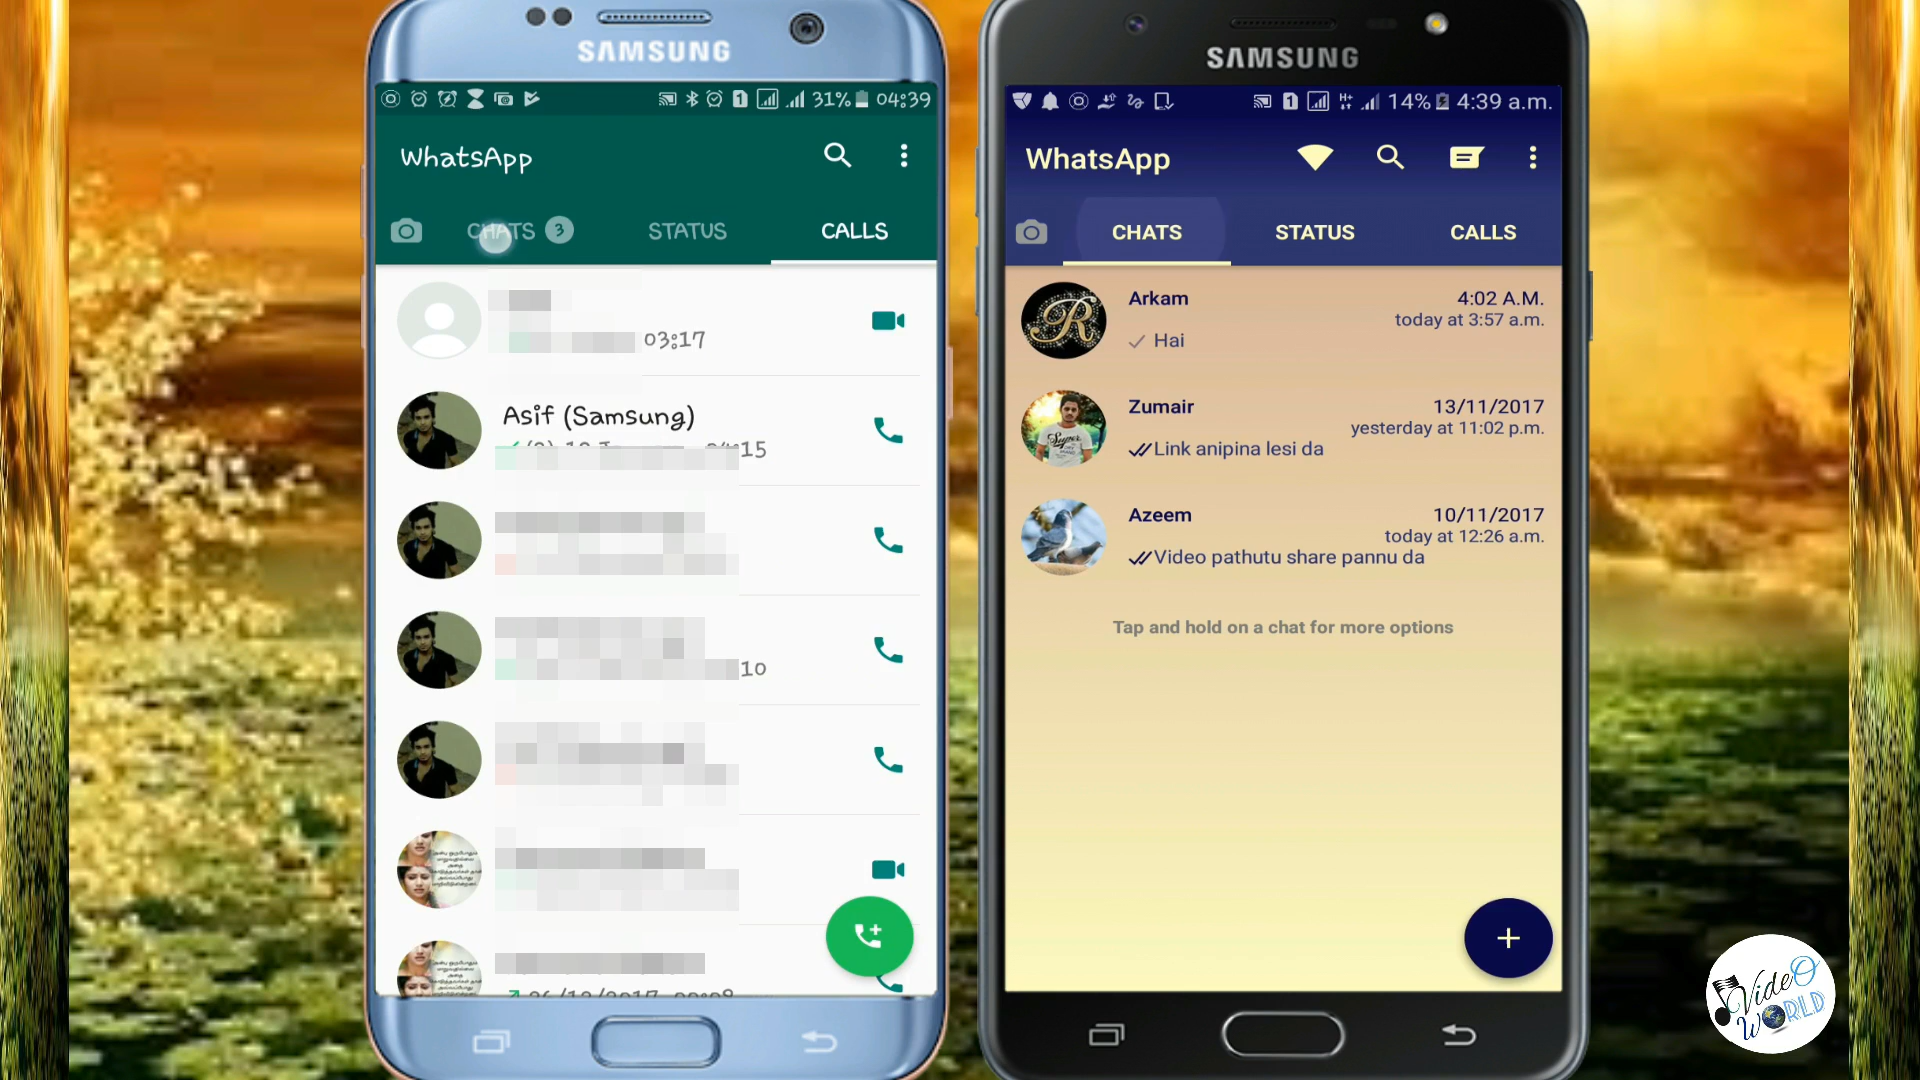 SAMSUNG
31% 04:39
WhatsApp
CHATS 3 STATUS CALLS
03:17
Asif (Samsung)
15
10
SAMSUNG
14% 4:39 a.m.
WhatsApp
CHATS STATUS CALLS
Arkam 4:02 A.M.
today at 3:57 a.m.
Hai
Zumair 13/11/2017
yesterday at 11:02 p.m.
Link anipina lesi da
Azeem 10/11/2017
today at 12:26 a.m.
Video pathutu share pannu da
Tap and hold on a chat for more options
VideO
WORLD